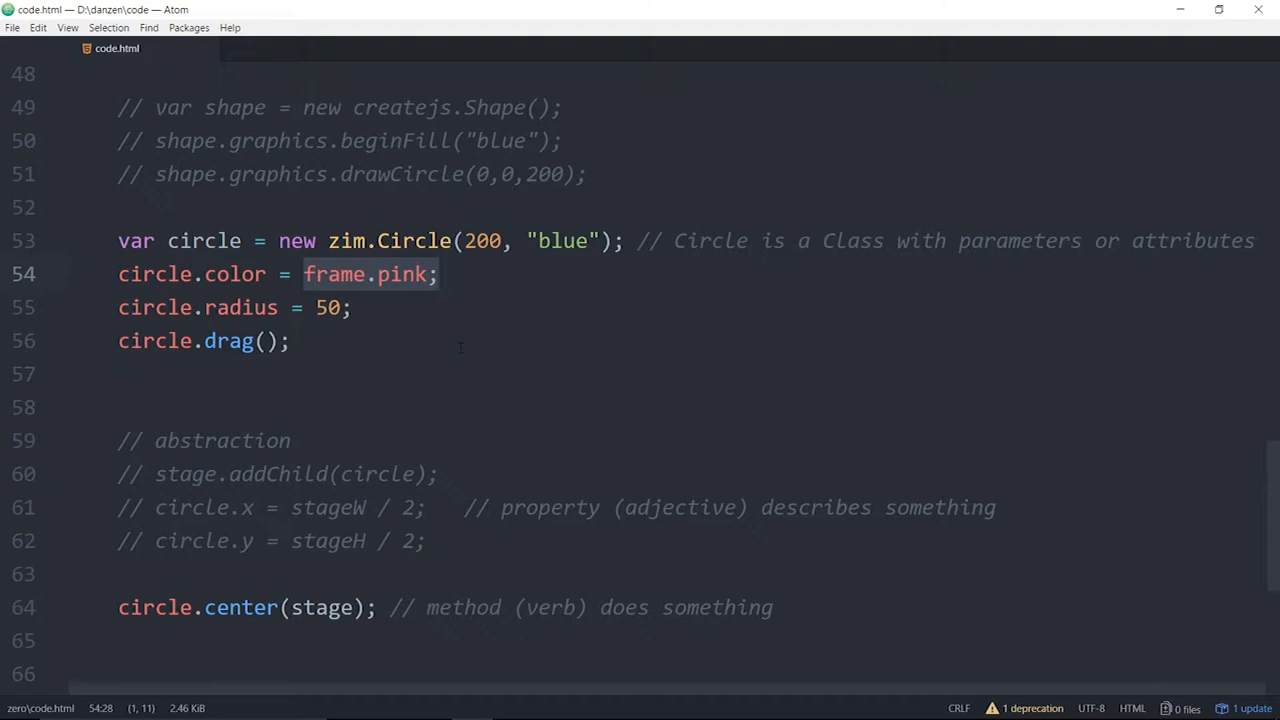 code.html — D:\danzen\code — Atom
File Edit View Selection Find Packages Help
code.html
48
49 // var shape = new createjs.Shape();
50 // shape.graphics.beginFill("blue");
51 // shape.graphics.drawCircle(0,0,200);
52
53 var circle = new zim.Circle(200, "blue"); // Circle is a Class with parameters or attributes
54 circle.color = frame.pink;
55 circle.radius = 50;
56 circle.drag();
57
58
59 // abstraction
60 // stage.addChild(circle);
61 // circle.x = stageW / 2; // property (adjective) describes something
62 // circle.y = stageH / 2;
63
64 circle.center(stage); // method (verb) does something
65
66
zero\code.html 54:28 (1, 11) 2.46 KiB CRLF 1 deprecation UTF-8 HTML 0 files 1 update